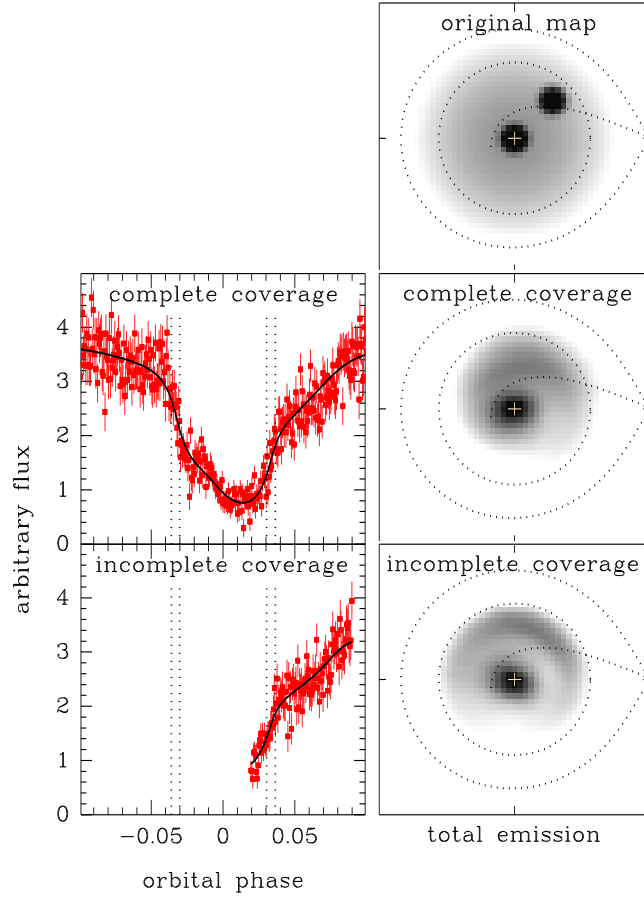 original map
complete coverage
complete coverage
4
3
2
1
0
incomplete coverage
incomplete coverage
4
3
2
1
0
−0.05 0 0.05
total emission
orbital phase
arbitrary flux